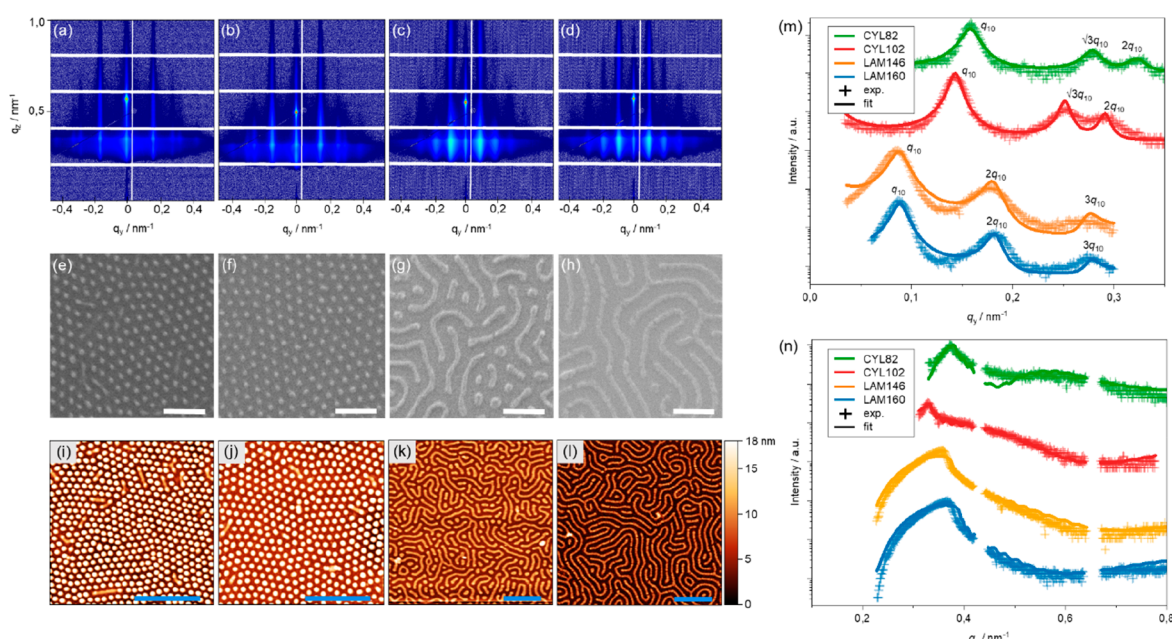 (a)
(b)
(c)
(d)
1,0
0,5
q_z / nm⁻¹
-0,4 -0,2 0 0,2 0,4
-0,4 -0,2 0 0,2 0,4
-0,4 -0,2 0 0,2 0,4
-0,4 -0,2 0 0,2 0,4
q_y / nm⁻¹
q_y / nm⁻¹
q_y / nm⁻¹
q_y / nm⁻¹
(e)
(f)
(g)
(h)
(i)
(j)
(k)
(l)
18 nm
15
10
5
0
(m)
CYL82
CYL102
LAM146
LAM160
exp.
fit
q₁₀
√3q₁₀
2q₁₀
q₁₀
√3q₁₀
2q₁₀
q₁₀
2q₁₀
3q₁₀
q₁₀
2q₁₀
3q₁₀
Intensity / a.u.
0,0 0,1 0,2 0,3
q_y / nm⁻¹
(n)
CYL82
CYL102
LAM146
LAM160
exp.
fit
Intensity / a.u.
0,2 0,4 0,6 0,8